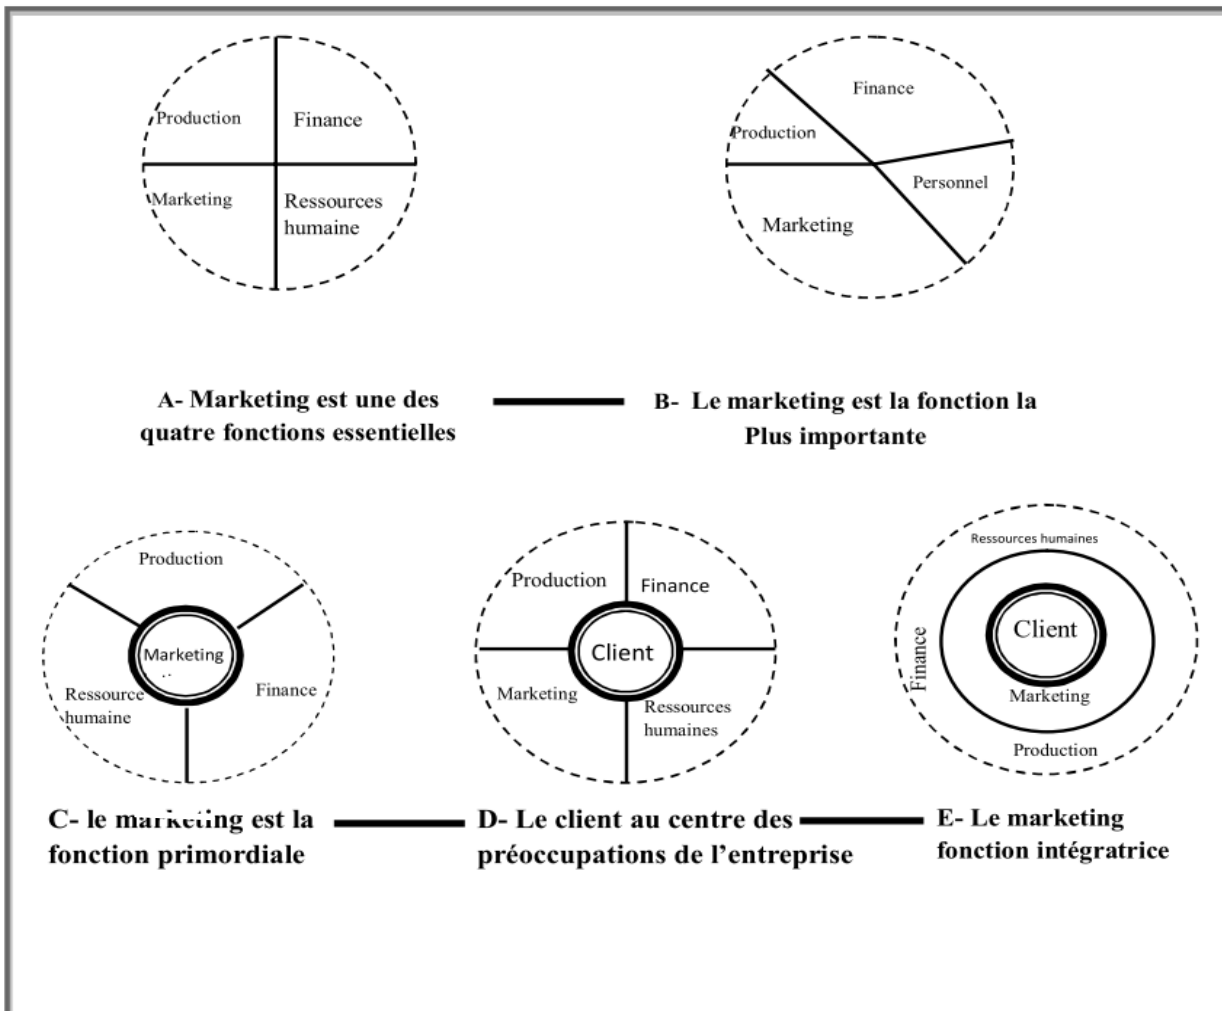 Production
Finance
Marketing
Ressources
humaine
Finance
Production
Personnel
Marketing
A- Marketing est une des
quatre fonctions essentielles
B- Le marketing est la fonction la
Plus importante
Production
Marketing
Ressource
humaine
Finance
Production
Finance
Client
Marketing
Ressources
humaines
Ressources humaines
Client
Finance
Marketing
Production
C- le marketing est la
fonction primordiale
D- Le client au centre des
préoccupations de l’entreprise
E- Le marketing
fonction intégratrice